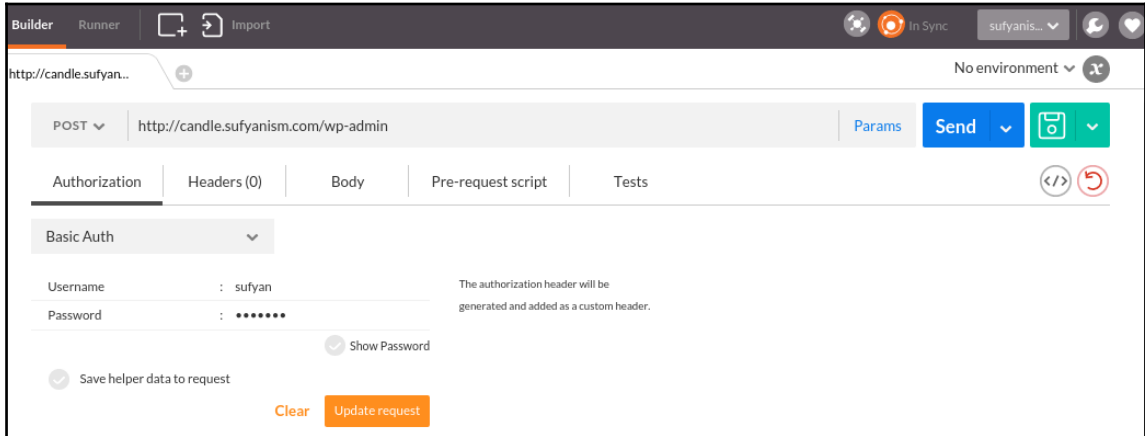 Builder Runner Import In Sync sufyanis...
http://candle.sufyan... No environment
POST http://candle.sufyanism.com/wp-admin Params Send
Authorization Headers (0) Body Pre-request script Tests
Basic Auth
Username : sufyan
Password : •••••••
The authorization header will be
generated and added as a custom header.
Show Password
Save helper data to request
Clear Update request